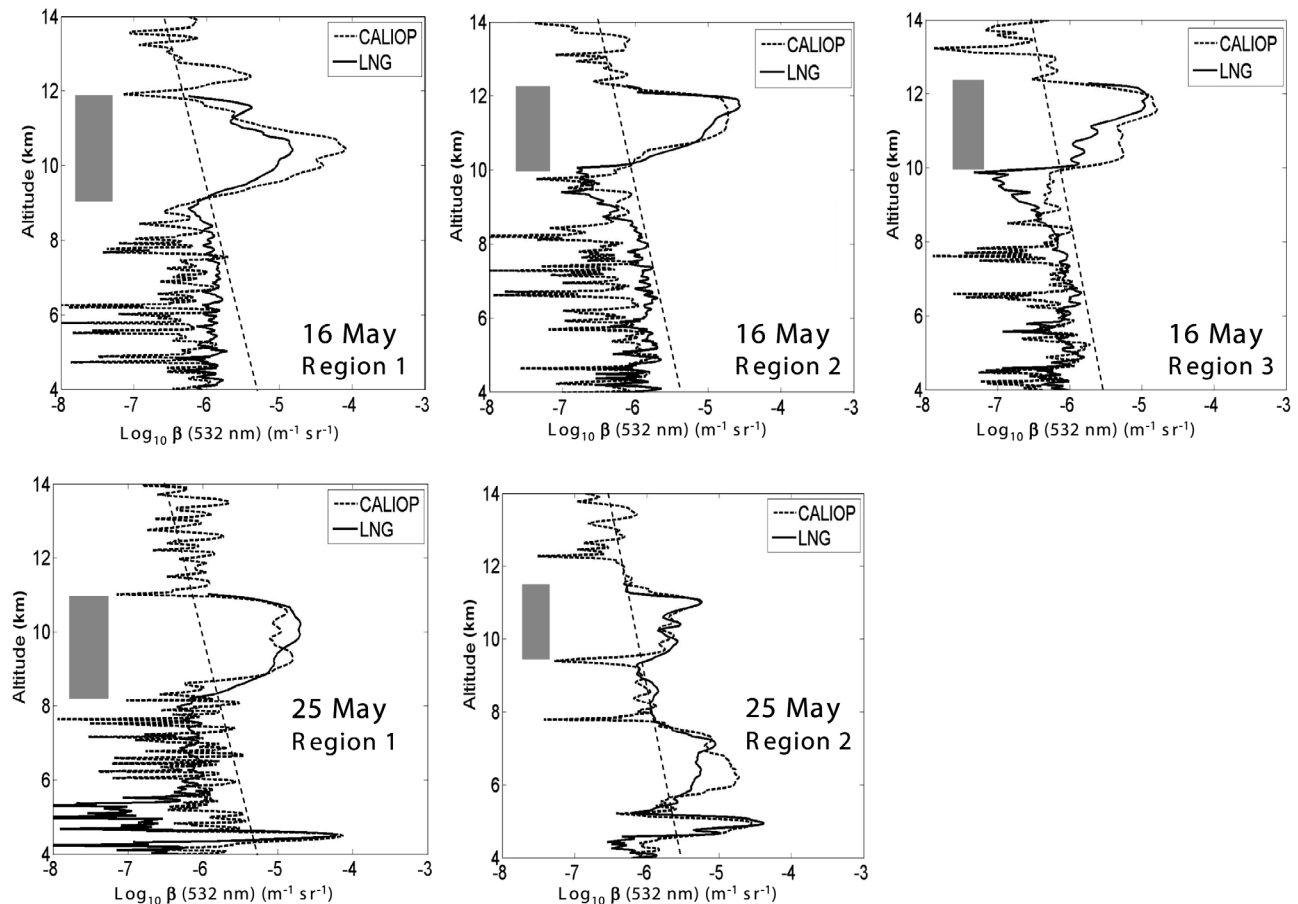 14
12
10
8
6
4
Altitude (km)
CALIOP
LNG
16 May
Region 1
-8 -7 -6 -5 -4 -3
Log10 β (532 nm) (m⁻¹ sr⁻¹)
14
12
10
8
6
4
Altitude (km)
CALIOP
LNG
16 May
Region 2
-8 -7 -6 -5 -4 -3
Log10 β (532 nm) (m⁻¹ sr⁻¹)
14
12
10
8
6
4
Altitude (km)
CALIOP
LNG
16 May
Region 3
-8 -7 -6 -5 -4 -3
Log10 β (532 nm) (m⁻¹ sr⁻¹)
14
12
10
8
6
4
Altitude (km)
CALIOP
LNG
25 May
Region 1
-8 -7 -6 -5 -4 -3
Log10 β (532 nm) (m⁻¹ sr⁻¹)
14
12
10
8
6
4
Altitude (km)
CALIOP
LNG
25 May
Region 2
-8 -7 -6 -5 -4 -3
Log10 β (532 nm) (m⁻¹ sr⁻¹)